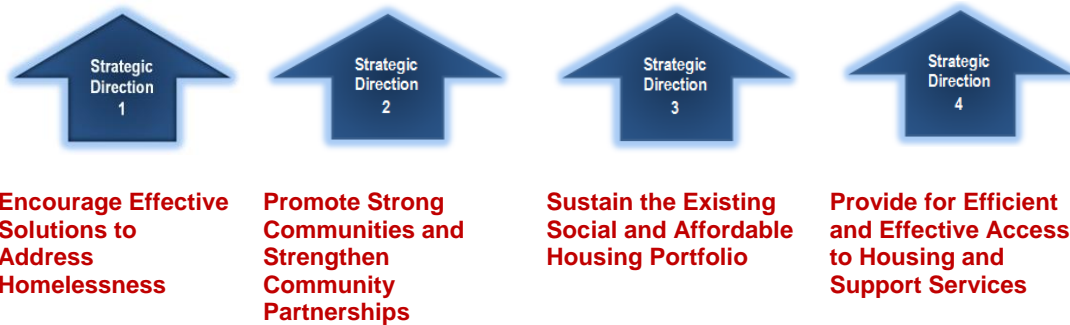 Strategic
Direction
1
Strategic
Direction
2
Strategic
Direction
3
Strategic
Direction
4
Encourage Effective
Solutions to
Address
Homelessness
Promote Strong
Communities and
Strengthen
Community
Partnerships
Sustain the Existing
Social and Affordable
Housing Portfolio
Provide for Efficient
and Effective Access
to Housing and
Support Services